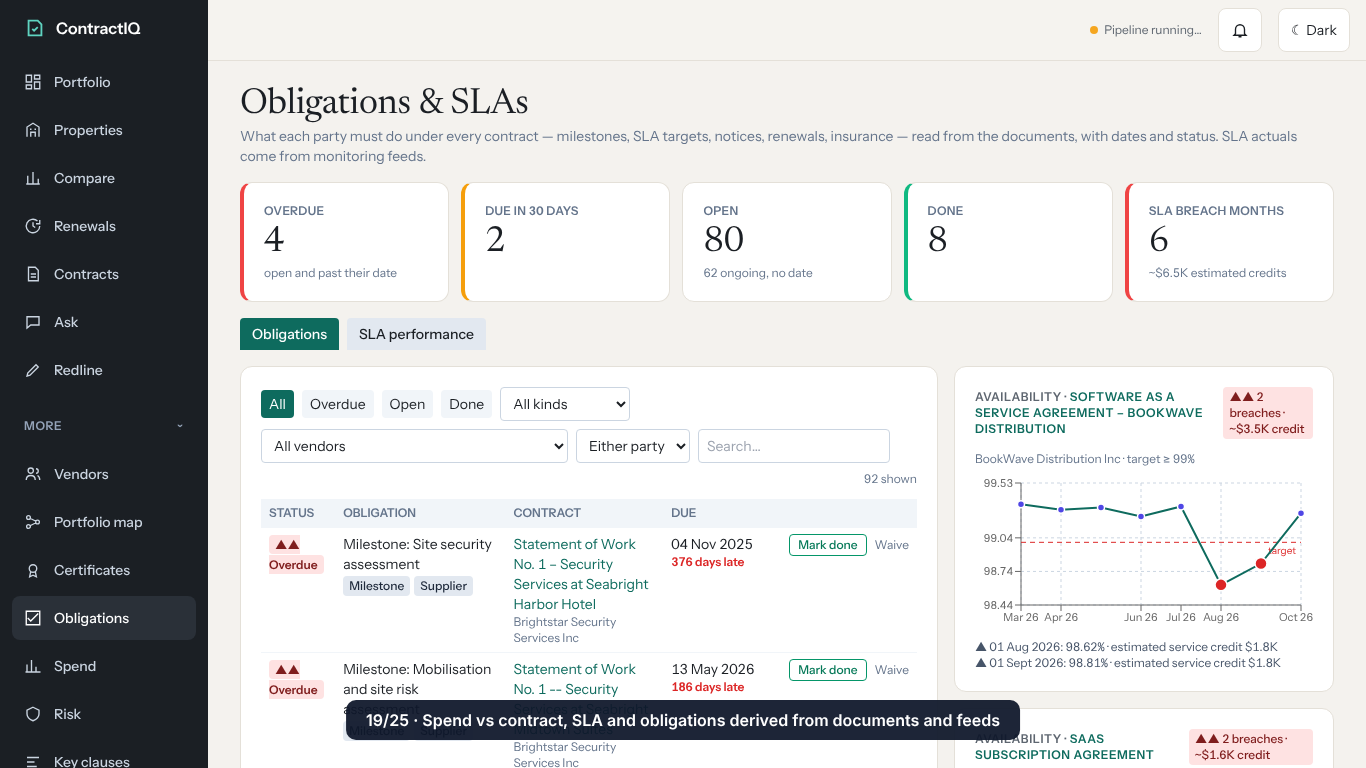 ContractIQ
Portfolio
Properties
Compare
Renewals
Contracts
Ask
Redline
MORE
Vendors
Portfolio map
Certificates
Obligations
Spend
Risk
Key clauses
Pipeline running...
Dark
Obligations & SLAs
What each party must do under every contract — milestones, SLA targets, notices, renewals, insurance — read from the documents, with dates and status. SLA actuals
come from monitoring feeds.
OVERDUE
4
open and past their date
DUE IN 30 DAYS
2
OPEN
80
62 ongoing, no date
DONE
8
SLA BREACH MONTHS
6
~$6.5K estimated credits
Obligations
SLA performance
All
Overdue
Open
Done
All kinds
All vendors
Either party
Search...
92 shown
STATUS OBLIGATION CONTRACT DUE
▲▲ Overdue
Milestone: Site security
assessment
Milestone Supplier
Statement of Work
No. 1 – Security
Services at Seabright
Harbor Hotel
Brightstar Security
Services Inc
04 Nov 2025
376 days late
Mark done Waive
▲▲ Overdue
Milestone: Mobilisation
and site risk
assessment
Milestone Supplier
Statement of Work
No. 1 -- Security
Services at Seabright
Midtown Suites
Brightstar Security
Services Inc
13 May 2026
186 days late
Mark done Waive
AVAILABILITY · SOFTWARE AS A
SERVICE AGREEMENT – BOOKWAVE
DISTRIBUTION
▲▲ 2
breaches ·
~$3.5K credit
BookWave Distribution Inc · target ≥ 99%
99.53
99.04
98.74
98.44
target
Mar 26 Apr 26 Jun 26 Jul 26 Aug 26 Oct 26
▲ 01 Aug 2026: 98.62% · estimated service credit $1.8K
▲ 01 Sept 2026: 98.81% · estimated service credit $1.8K
AVAILABILITY · SAAS
SUBSCRIPTION AGREEMENT
▲▲ 2 breaches ·
~$1.6K credit
19/25 · Spend vs contract, SLA and obligations derived from documents and feeds